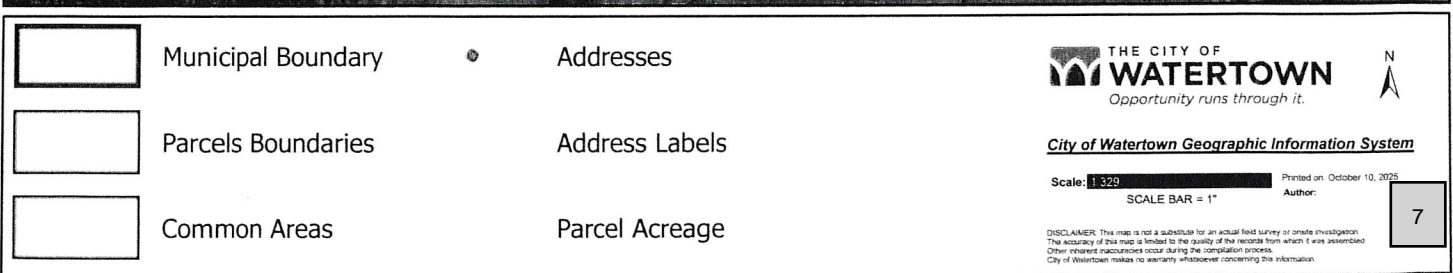 Municipal Boundary
Addresses
Parcels Boundaries
Address Labels
Common Areas
Parcel Acreage
THE CITY OF
WATERTOWN
Opportunity runs through it.
N
City of Watertown Geographic Information System
Scale: 1:329
SCALE BAR = 1"
Printed on: October 10, 2025
Author:
DISCLAIMER: This map is not a substitute for an actual field survey or onsite investigation.
The accuracy of this map is limited to the quality of the records from which it was assembled.
Other inherent inaccuracies occur during the compilation process.
City of Watertown makes no warranty whatsoever concerning this information.
7